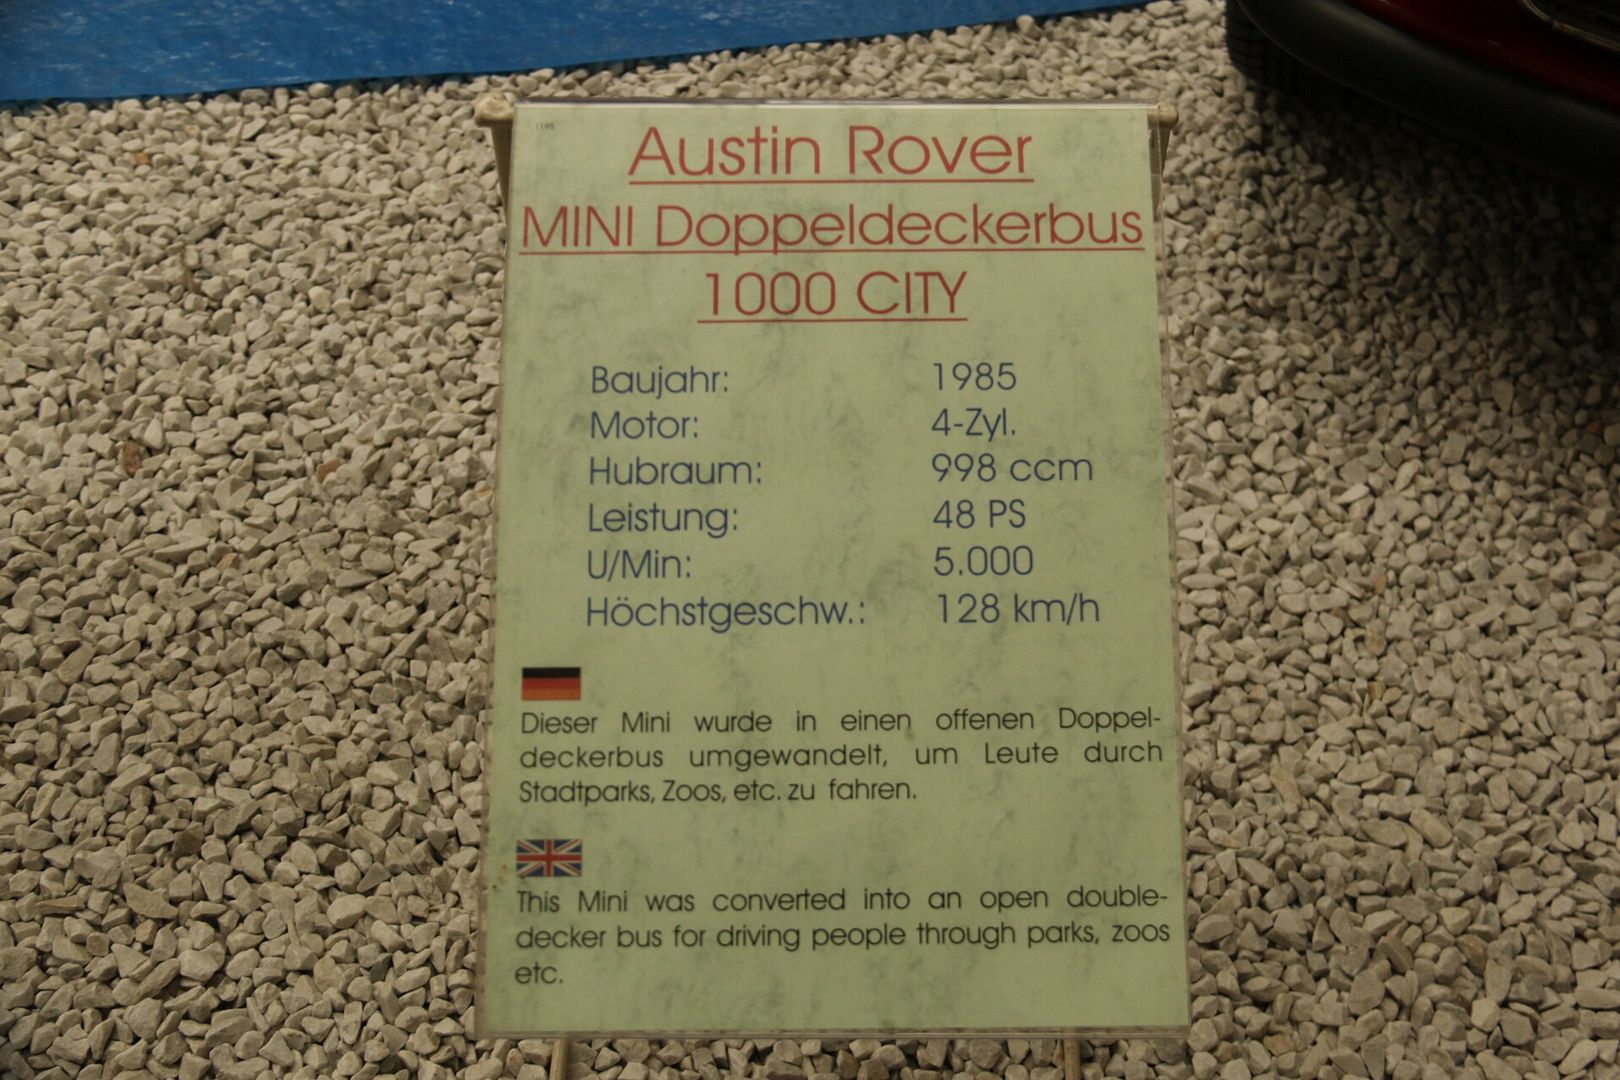 1195
Austin Rover
MINI Doppeldeckerbus
1000 CITY
Baujahr: 1985
Motor: 4-Zyl.
Hubraum: 998 ccm
Leistung: 48 PS
U/Min: 5.000
Höchstgeschw.: 128 km/h
Dieser Mini wurde in einen offenen Doppel-
deckerbus umgewandelt, um Leute durch
Stadtparks, Zoos, etc. zu fahren.
This Mini was converted into an open double-
decker bus for driving people through parks, zoos
etc.